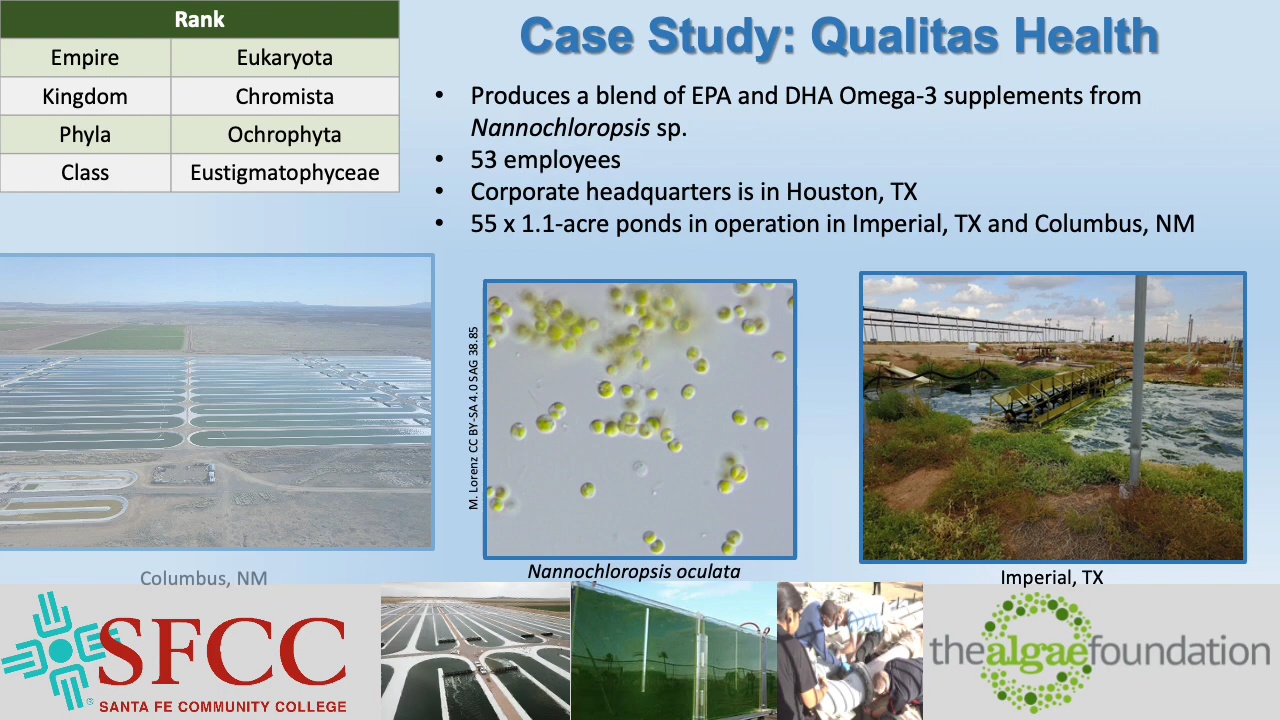 Rank
Empire Eukaryota
Kingdom Chromista
Phyla Ochrophyta
Class Eustigmatophyceae
Case Study: Qualitas Health
• Produces a blend of EPA and DHA Omega-3 supplements from
Nannochloropsis sp.
• 53 employees
• Corporate headquarters is in Houston, TX
• 55 x 1.1-acre ponds in operation in Imperial, TX and Columbus, NM
M. Lorenz CC BY-SA 4.0 SAG 38.85
Columbus, NM
Nannochloropsis oculata
Imperial, TX
SFCC
®
SANTA FE COMMUNITY COLLEGE
thealgaefoundation